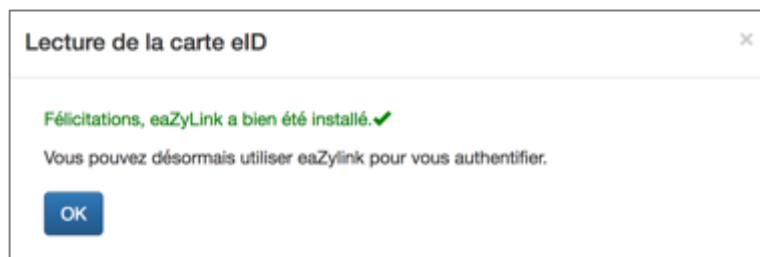 Lecture de la carte eID
×
Félicitations, eaZyLink a bien été installé.✔
Vous pouvez désormais utiliser eaZylink pour vous authentifier.
OK